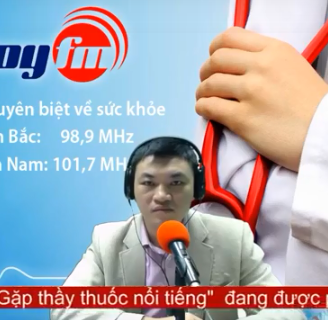 oyfm
uyên biệt về sức khỏe
n Bắc: 98,9 MHz
n Nam: 101,7 MH
"Gặp thầy thuốc nổi tiếng" đang được p